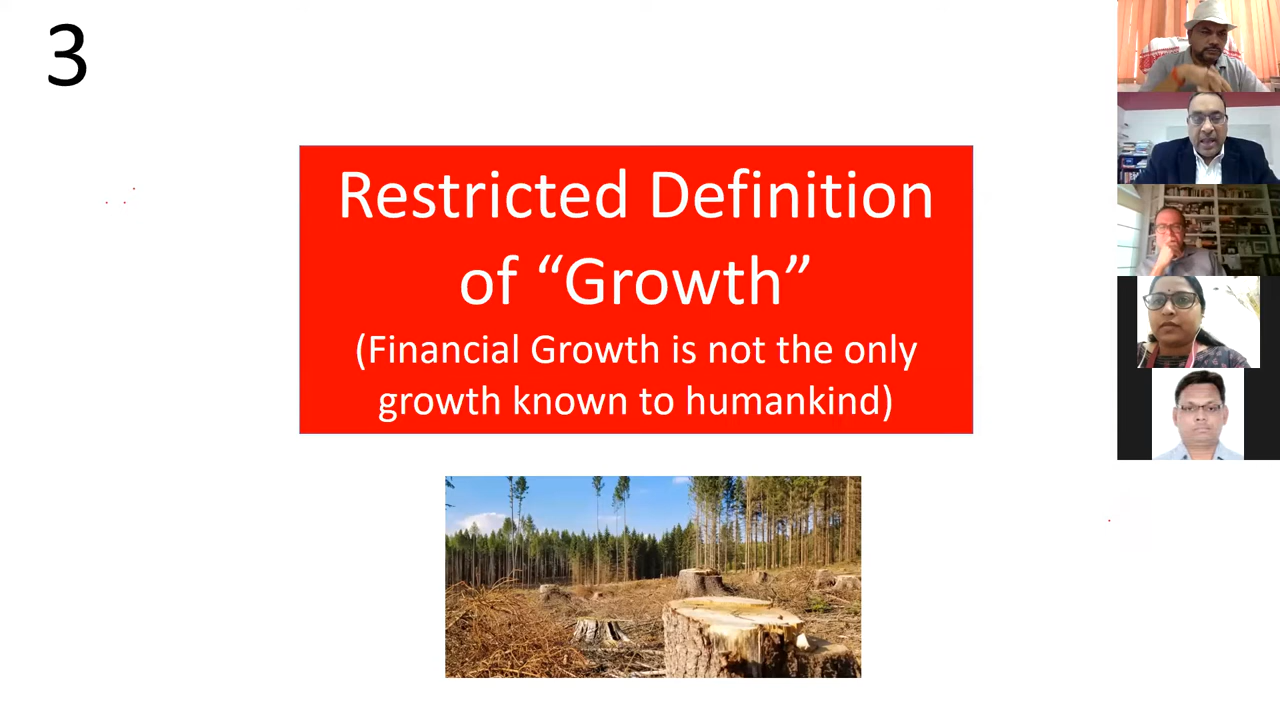 3
Restricted Definition
of “Growth”
(Financial Growth is not the only
growth known to humankind)